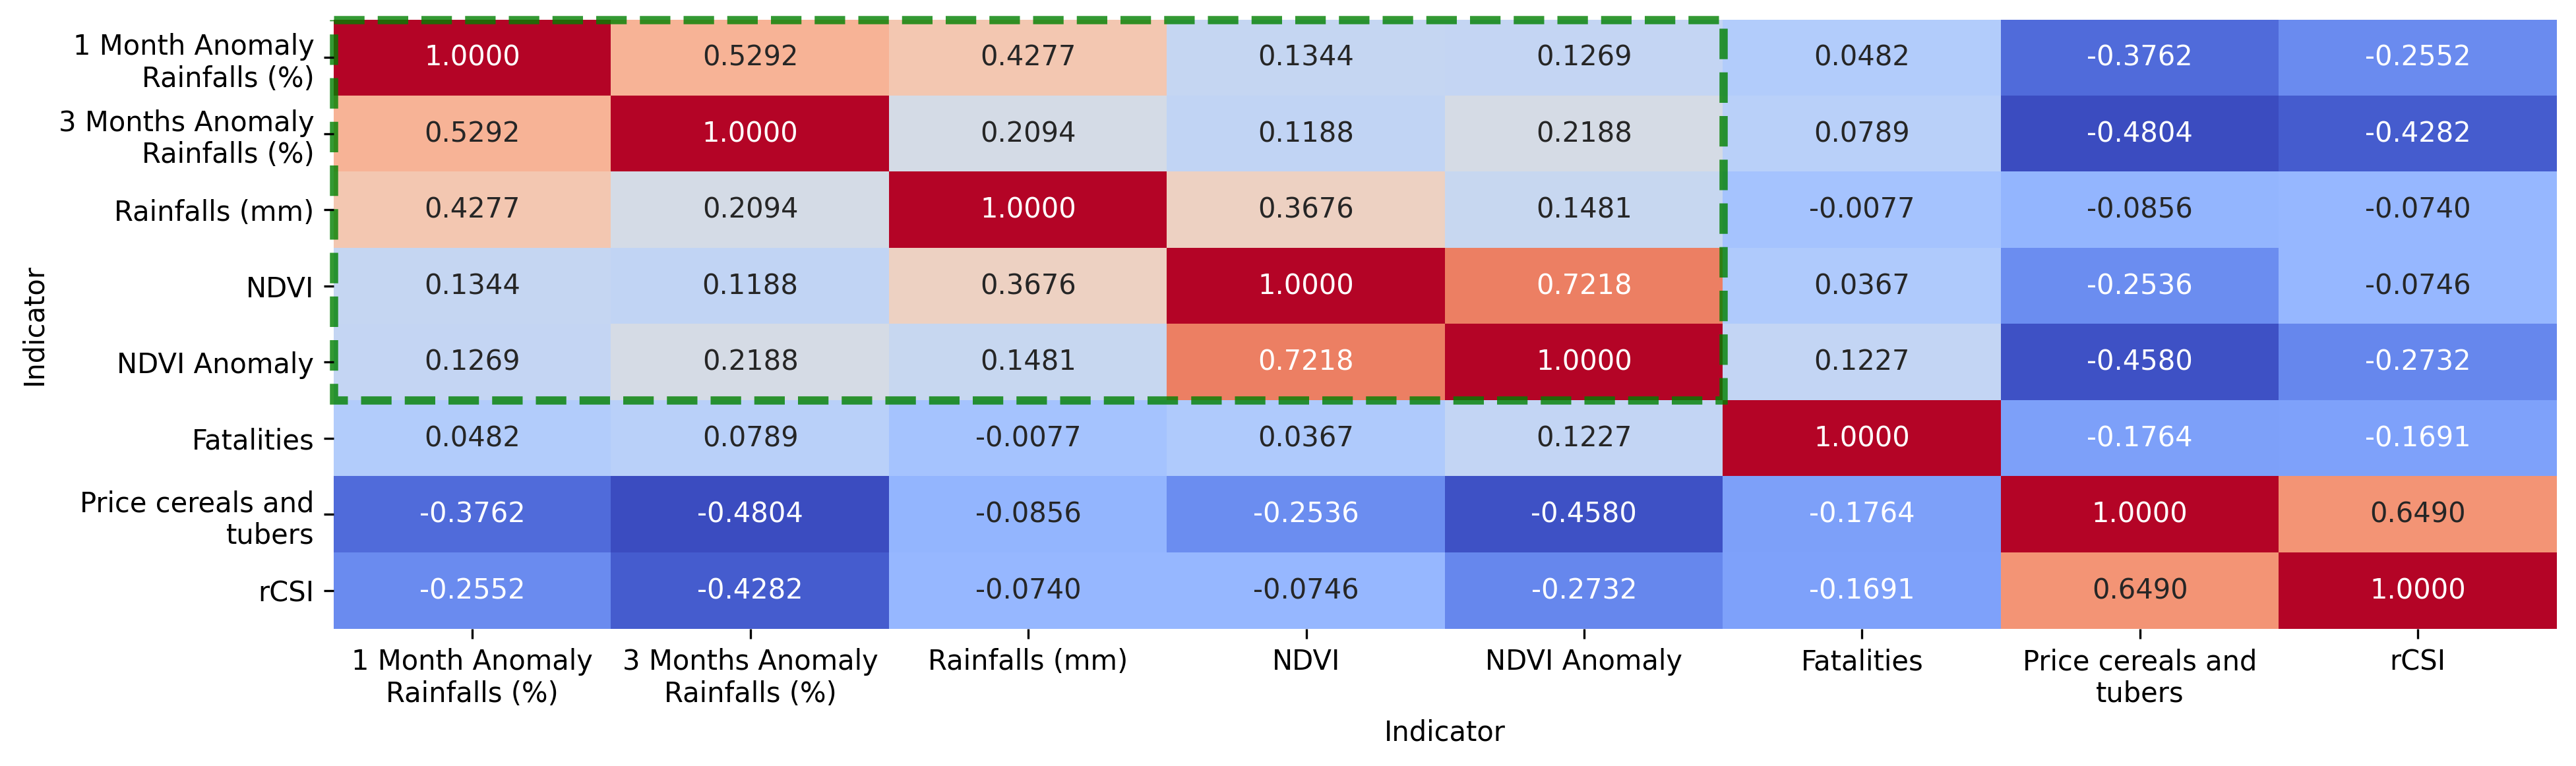 1 Month Anomaly
Rainfalls (%)
1.0000 0.5292 0.4277 0.1344 0.1269 0.0482 -0.3762 -0.2552
3 Months Anomaly
Rainfalls (%)
0.5292 1.0000 0.2094 0.1188 0.2188 0.0789 -0.4804 -0.4282
Rainfalls (mm) 0.4277 0.2094 1.0000 0.3676 0.1481 -0.0077 -0.0856 -0.0740
NDVI 0.1344 0.1188 0.3676 1.0000 0.7218 0.0367 -0.2536 -0.0746
Indicator
NDVI Anomaly 0.1269 0.2188 0.1481 0.7218 1.0000 0.1227 -0.4580 -0.2732
Fatalities 0.0482 0.0789 -0.0077 0.0367 0.1227 1.0000 -0.1764 -0.1691
Price cereals and
tubers
-0.3762 -0.4804 -0.0856 -0.2536 -0.4580 -0.1764 1.0000 0.6490
rCSI -0.2552 -0.4282 -0.0740 -0.0746 -0.2732 -0.1691 0.6490 1.0000
1 Month Anomaly
Rainfalls (%)
3 Months Anomaly
Rainfalls (%)
Rainfalls (mm)
NDVI
NDVI Anomaly
Fatalities
Price cereals and
tubers
rCSI
Indicator